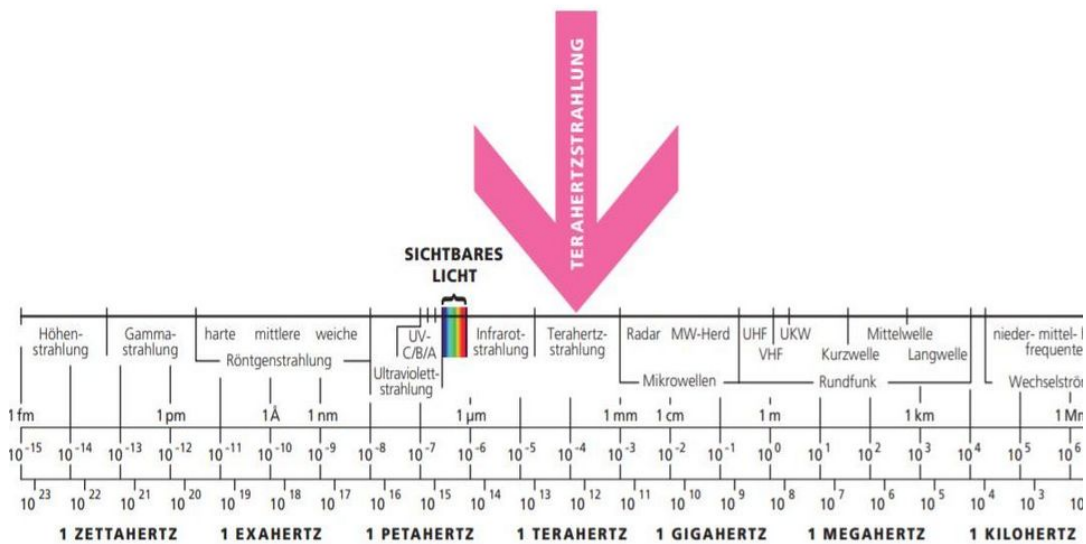 TERAHERTZSTRAHLUNG
SICHTBARES
LICHT
Höhen-
strahlung
Gamma-
strahlung
harte mittlere weiche
Röntgenstrahlung
UV-
C/B/A
Ultraviolett-
strahlung
Infrarot-
strahlung
Terahertz-
strahlung
Radar MW-Herd
Mikrowellen
UHF UKW
VHF
Mittelwelle
Kurzwelle Langwelle
Rundfunk
nieder- mittel-
frequente
Wechselström
1 fm 1 pm 1 Å 1 nm 1 µm 1 mm 1 cm 1 m 1 km 1 Mm
10-15 10-14 10-13 10-12 10-11 10-10 10-9 10-8 10-7 10-6 10-5 10-4 10-3 10-2 10-1 100 101 102 103 104 105 106
1023 1022 1021 1020 1019 1018 1017 1016 1015 1014 1013 1012 1011 1010 109 108 107 106 105 104 103 10
1 ZETTAHERTZ 1 EXAHERTZ 1 PETAHERTZ 1 TERAHERTZ 1 GIGAHERTZ 1 MEGAHERTZ 1 KILOHERTZ